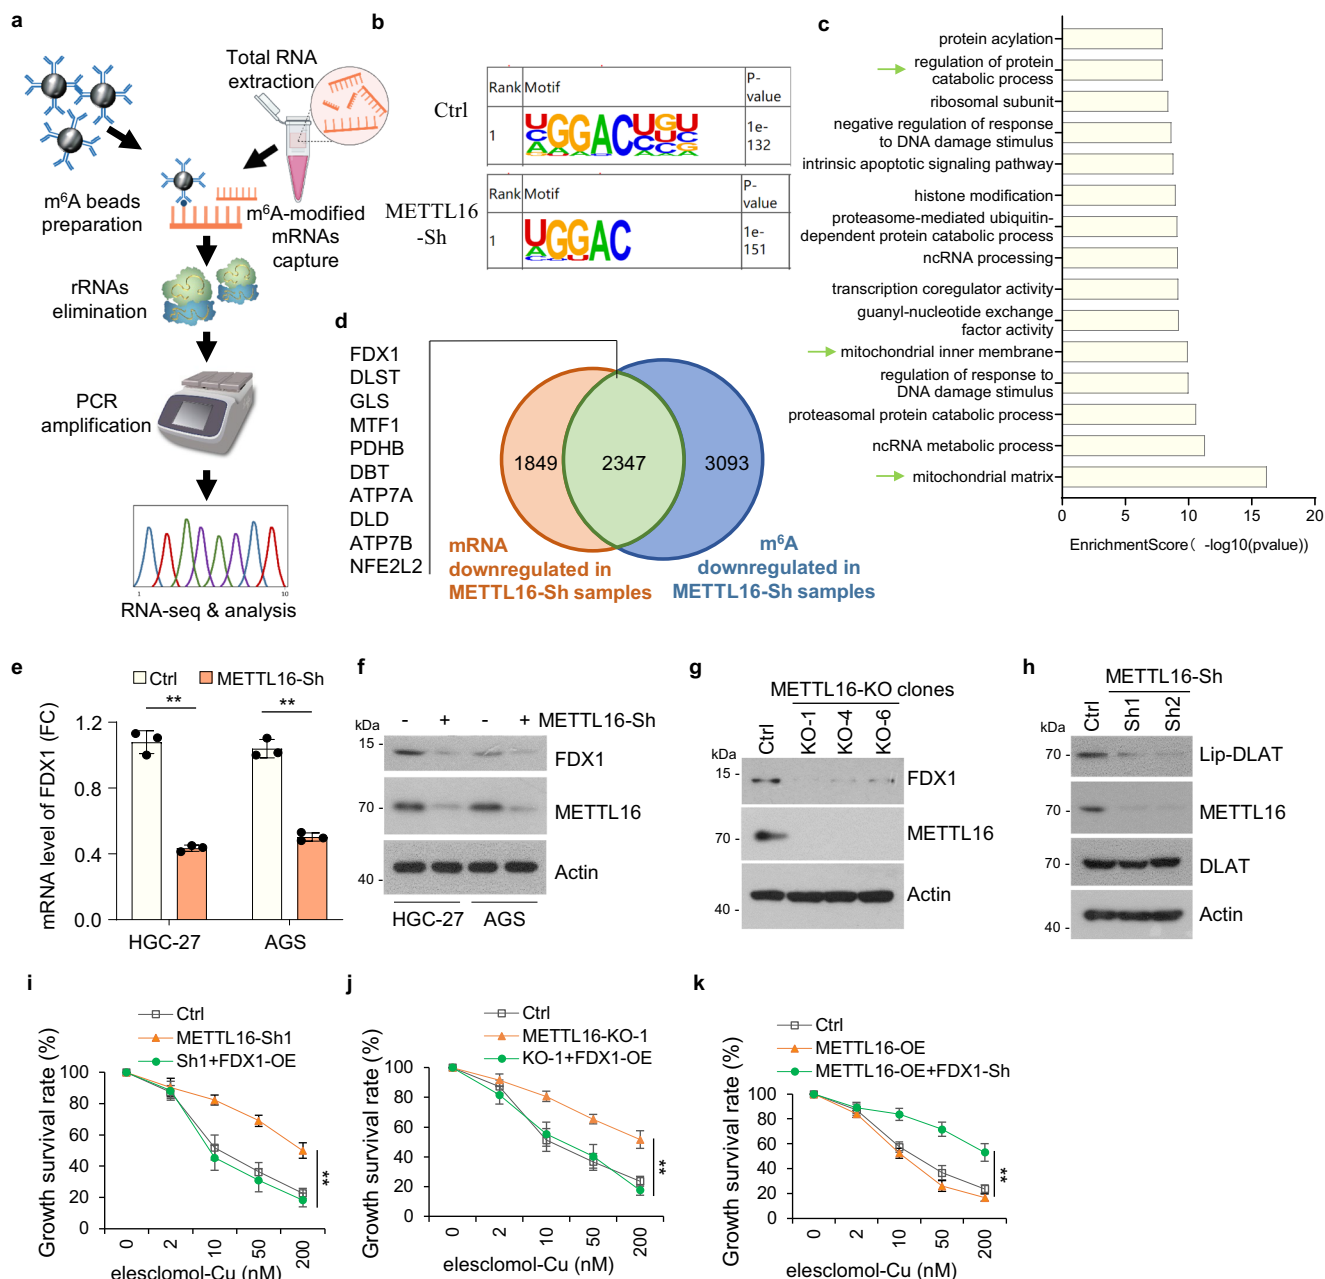 a
Total RNA
extraction
m⁶A beads
preparation
m⁶A-modified
mRNAs
capture
rRNAs
elimination
PCR
amplification
1
10
RNA-seq & analysis
b
Ctrl
Rank Motif P-value
1 UGGACUGU 1e-132
METTL16
-Sh
Rank Motif P-value
1 UGGAC 1e-151
c
protein acylation
regulation of protein
catabolic process
ribosomal subunit
negative regulation of response
to DNA damage stimulus
intrinsic apoptotic signaling pathway
histone modification
proteasome-mediated ubiquitin-
dependent protein catabolic process
ncRNA processing
transcription coregulator activity
guanyl-nucleotide exchange
factor activity
mitochondrial inner membrane
regulation of response to
DNA damage stimulus
proteasomal protein catabolic process
ncRNA metabolic process
mitochondrial matrix
0 5 10 15 20
EnrichmentScore( -log10(pvalue))
d
FDX1
DLST
GLS
MTF1
PDHB
DBT
ATP7A
DLD
ATP7B
NFE2L2
1849 2347 3093
mRNA
downregulated in
METTL16-Sh samples
m⁶A
downregulated in
METTL16-Sh samples
e
Ctrl METTL16-Sh
** **
mRNA level of FDX1 (FC)
1.2
0.8
0.4
0.0
HGC-27 AGS
f
- + - + METTL16-Sh
kDa
15 - FDX1
70 - METTL16
40 - Actin
HGC-27 AGS
g
METTL16-KO clones
Ctrl KO-1 KO-4 KO-6
kDa
15 - FDX1
70 - METTL16
40 - Actin
h
METTL16-Sh
Ctrl Sh1 Sh2
kDa
70 - Lip-DLAT
70 - METTL16
70 - DLAT
40 - Actin
i
Ctrl
METTL16-Sh1
Sh1+FDX1-OE
Growth survival rate (%)
100
80
60
40
20
0
**
0 2 10 50 200
elesclomol-Cu (nM)
j
Ctrl
METTL16-KO-1
KO-1+FDX1-OE
Growth survival rate (%)
100
80
60
40
20
0
**
0 2 10 50 200
elesclomol-Cu (nM)
k
Ctrl
METTL16-OE
METTL16-OE+FDX1-Sh
Growth survival rate (%)
100
80
60
40
20
0
**
0 2 10 50 200
elesclomol-Cu (nM)